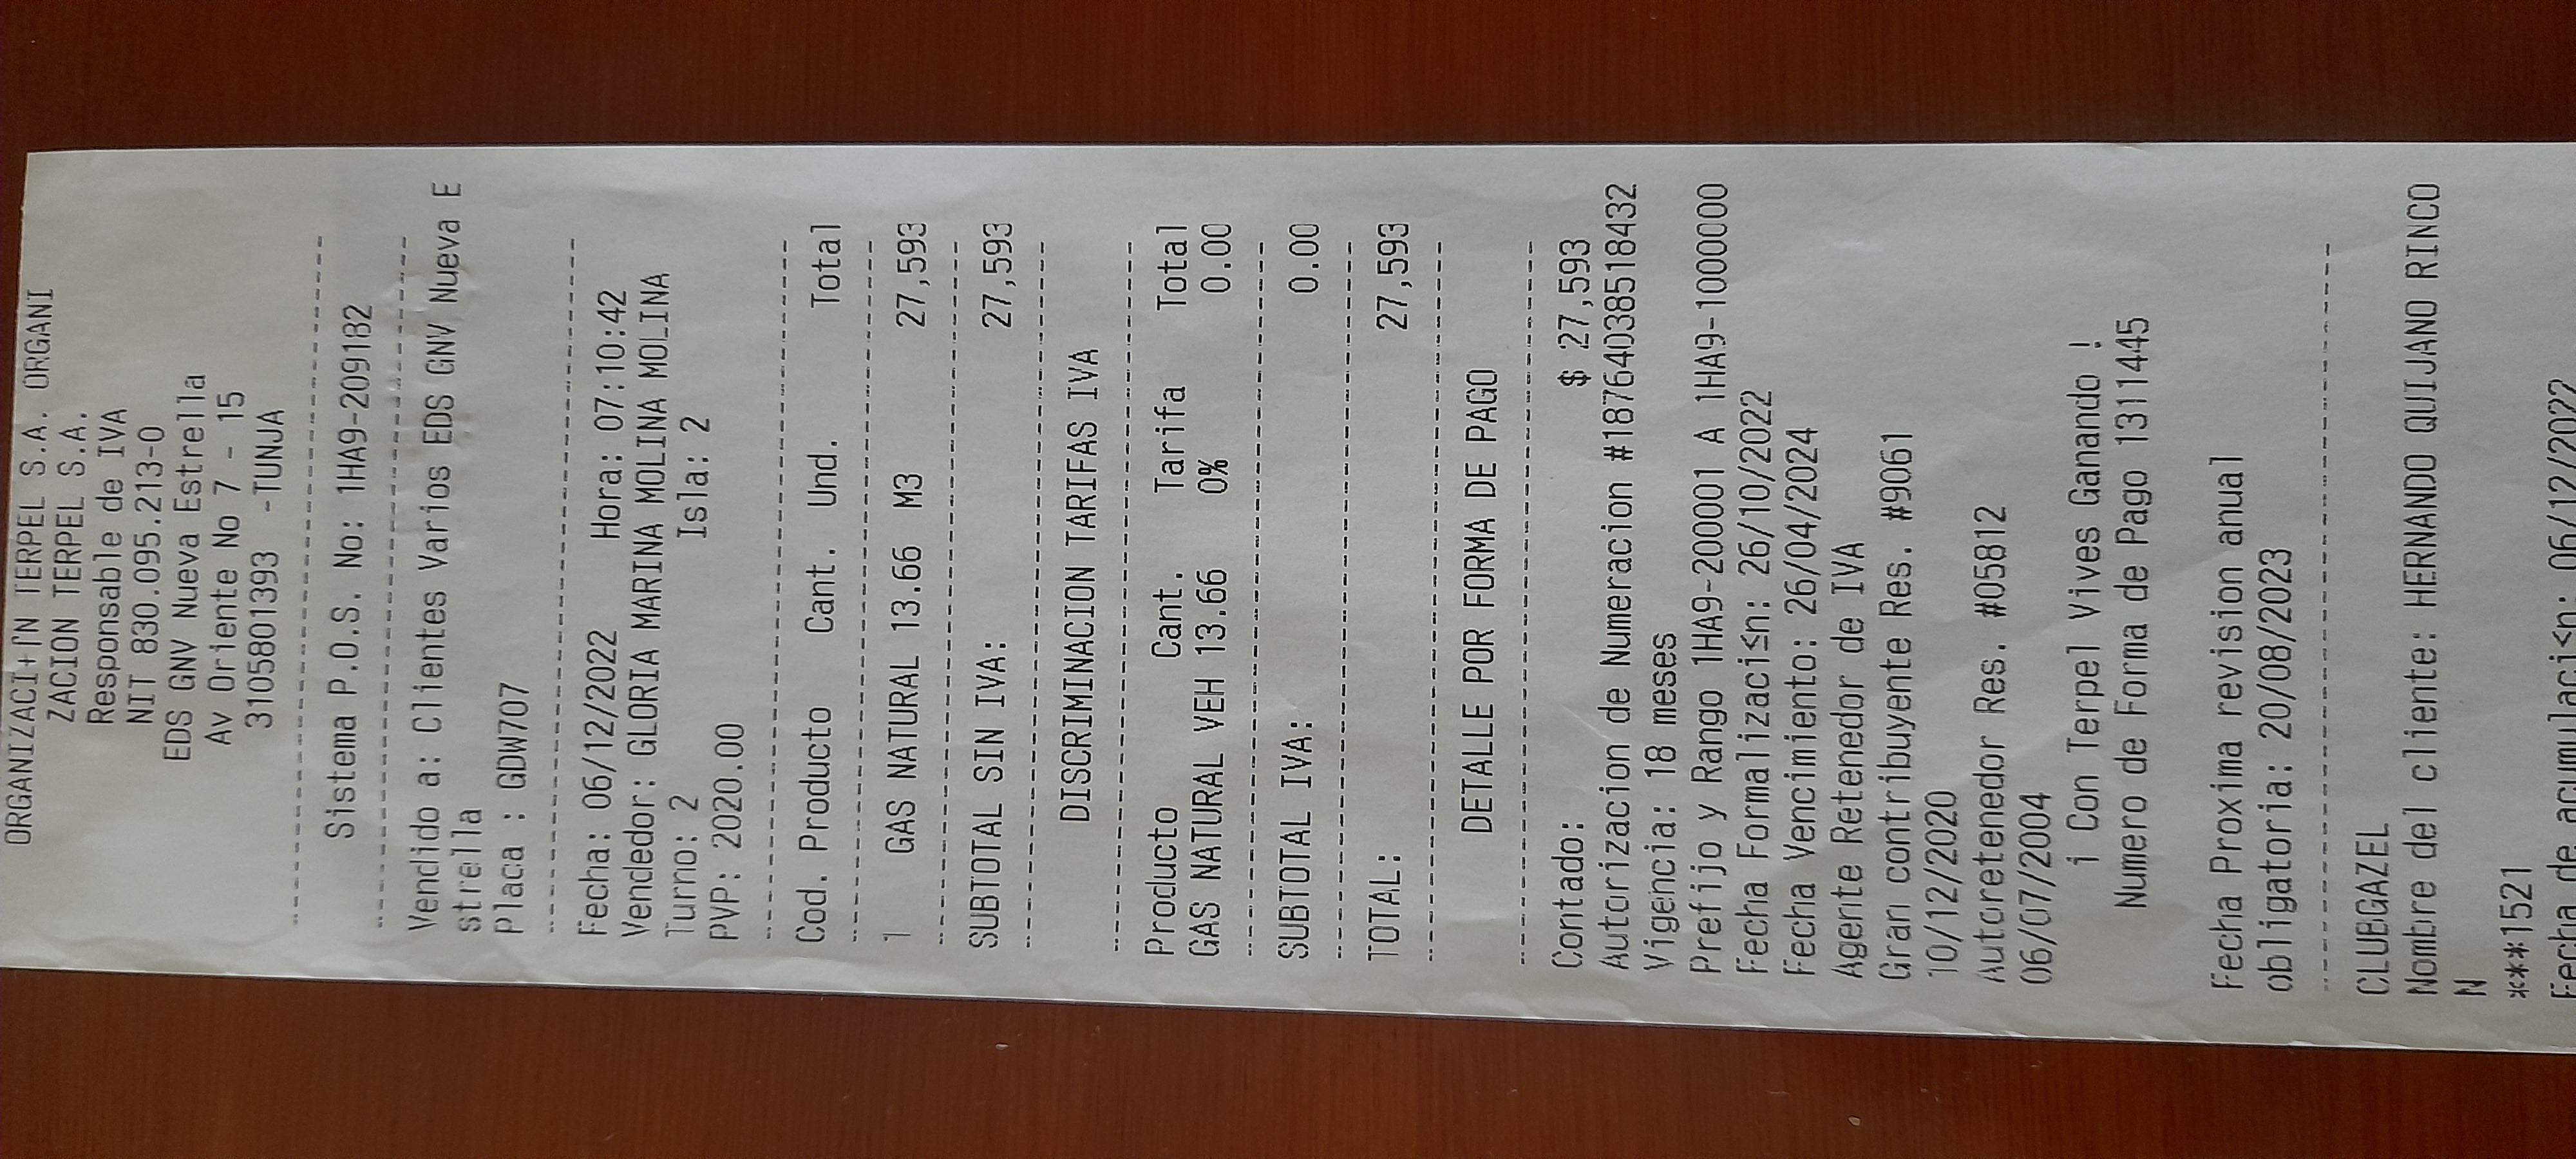 ORGANIZACI+ΓN TERPEL S.A. ORGANI
ZACION TERPEL S.A.
Responsable de IVA
NIT 830.095.213-0
EDS GNV Nueva Estrella
Av Oriente No 7 - 15
3105801393 -TUNJA
Sistema P.O.S. No: 1HA9-209182
Vendido a: Clientes Varios EDS GNV Nueva E
strella
Placa : GDW707
Fecha: 06/12/2022 Hora: 07:10:42
Vendedor: GLORIA MARINA MOLINA MOLINA
Turno: 2 Isla: 2
PVP: 2020.00
Cod. Producto Cant. Und. Total
1 GAS NATURAL 13.66 M3 27,593
SUBTOTAL SIN IVA: 27,593
DISCRIMINACION TARIFAS IVA
Producto Cant. Tarifa Total
GAS NATURAL VEH 13.66 0% 0.00
SUBTOTAL IVA: 0.00
TOTAL: 27,593
DETALLE POR FORMA DE PAGO
Contado: $ 27,593
Autorizacion de Numeracion #18764038518432
Vigencia: 18 meses
Prefijo y Rango 1HA9-200001 A 1HA9-1000000
Fecha Formalizaci≤n: 26/10/2022
Fecha Vencimiento: 26/04/2024
Agente Retenedor de IVA
Gran contribuyente Res. #9061
10/12/2020
Autoretenedor Res. #05812
06/07/2004
¡ Con Terpel Vives Ganando !
Numero de Forma de Pago 1311445
Fecha Proxima revision anual
obligatoria: 20/08/2023
CLUBGAZEL
Nombre del cliente: HERNANDO QUIJANO RINCO
N
***1521
Fecha de acumulaci≤n: 06/12/2022